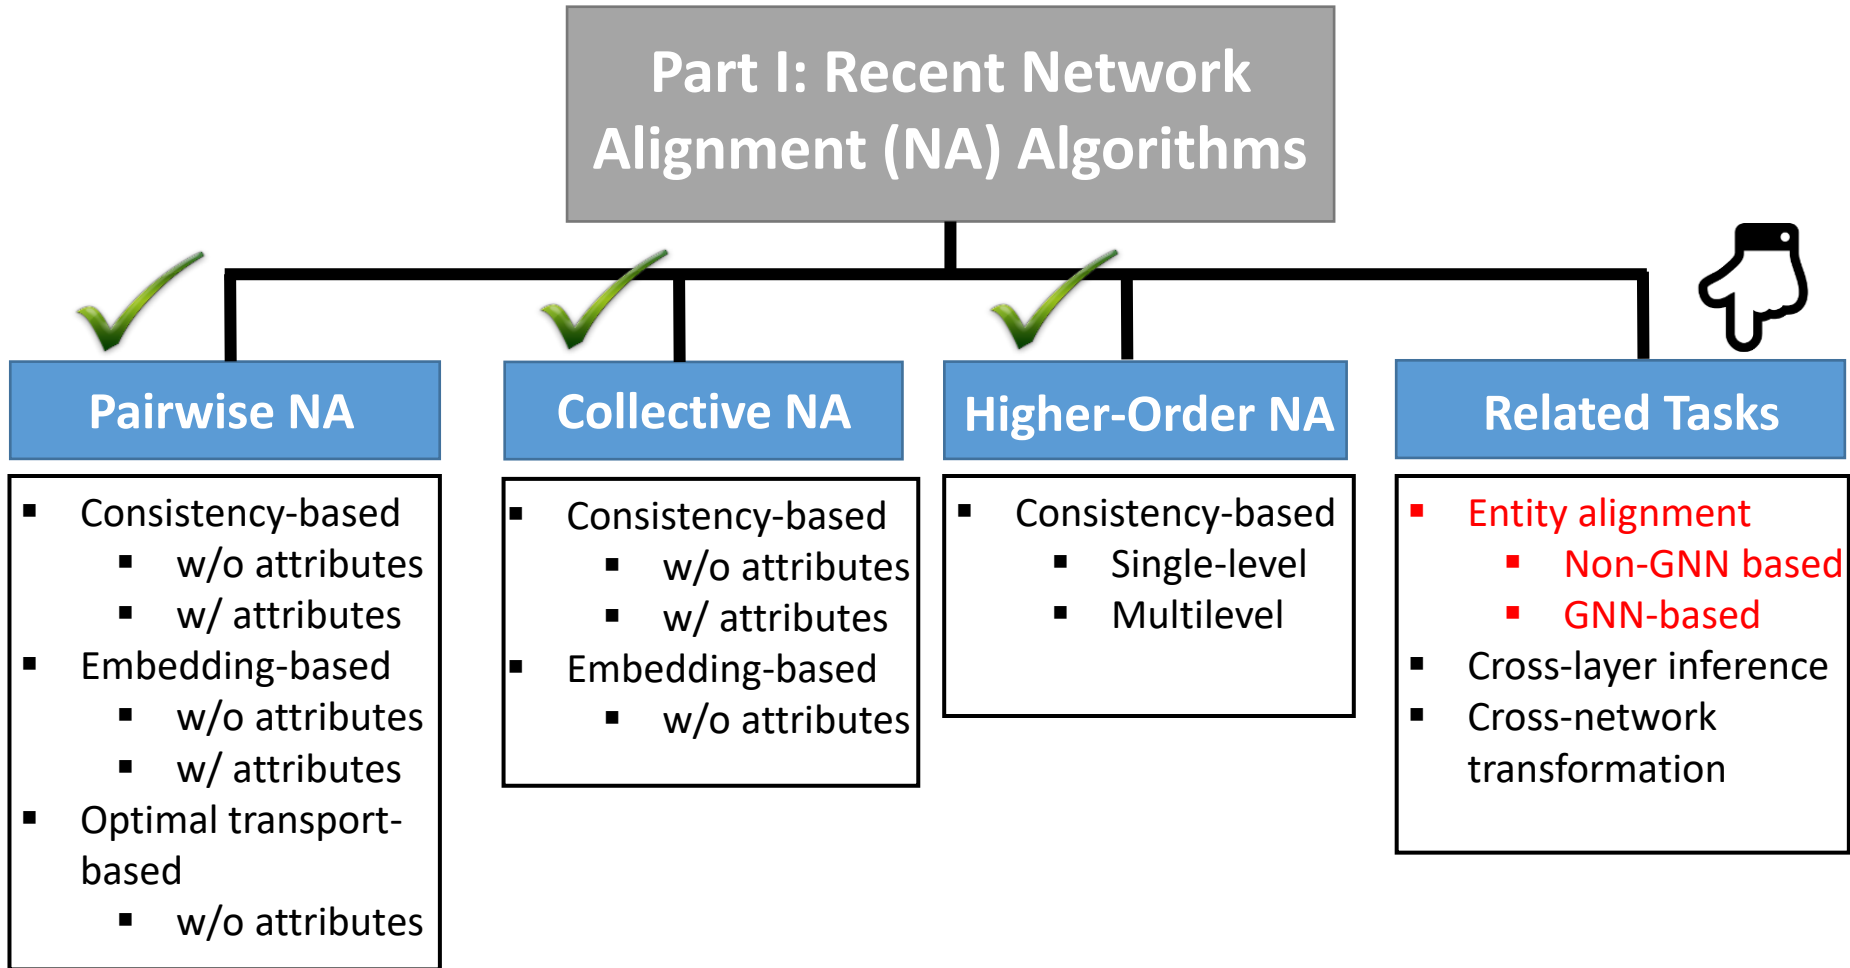 Part I: Recent Network
Alignment (NA) Algorithms
Pairwise NA
Consistency-based
w/o attributes
w/ attributes
Embedding-based
w/o attributes
w/ attributes
Optimal transport-
based
w/o attributes
Collective NA
Consistency-based
w/o attributes
w/ attributes
Embedding-based
w/o attributes
Higher-Order NA
Consistency-based
Single-level
Multilevel
Related Tasks
Entity alignment
Non-GNN based
GNN-based
Cross-layer inference
Cross-network
transformation